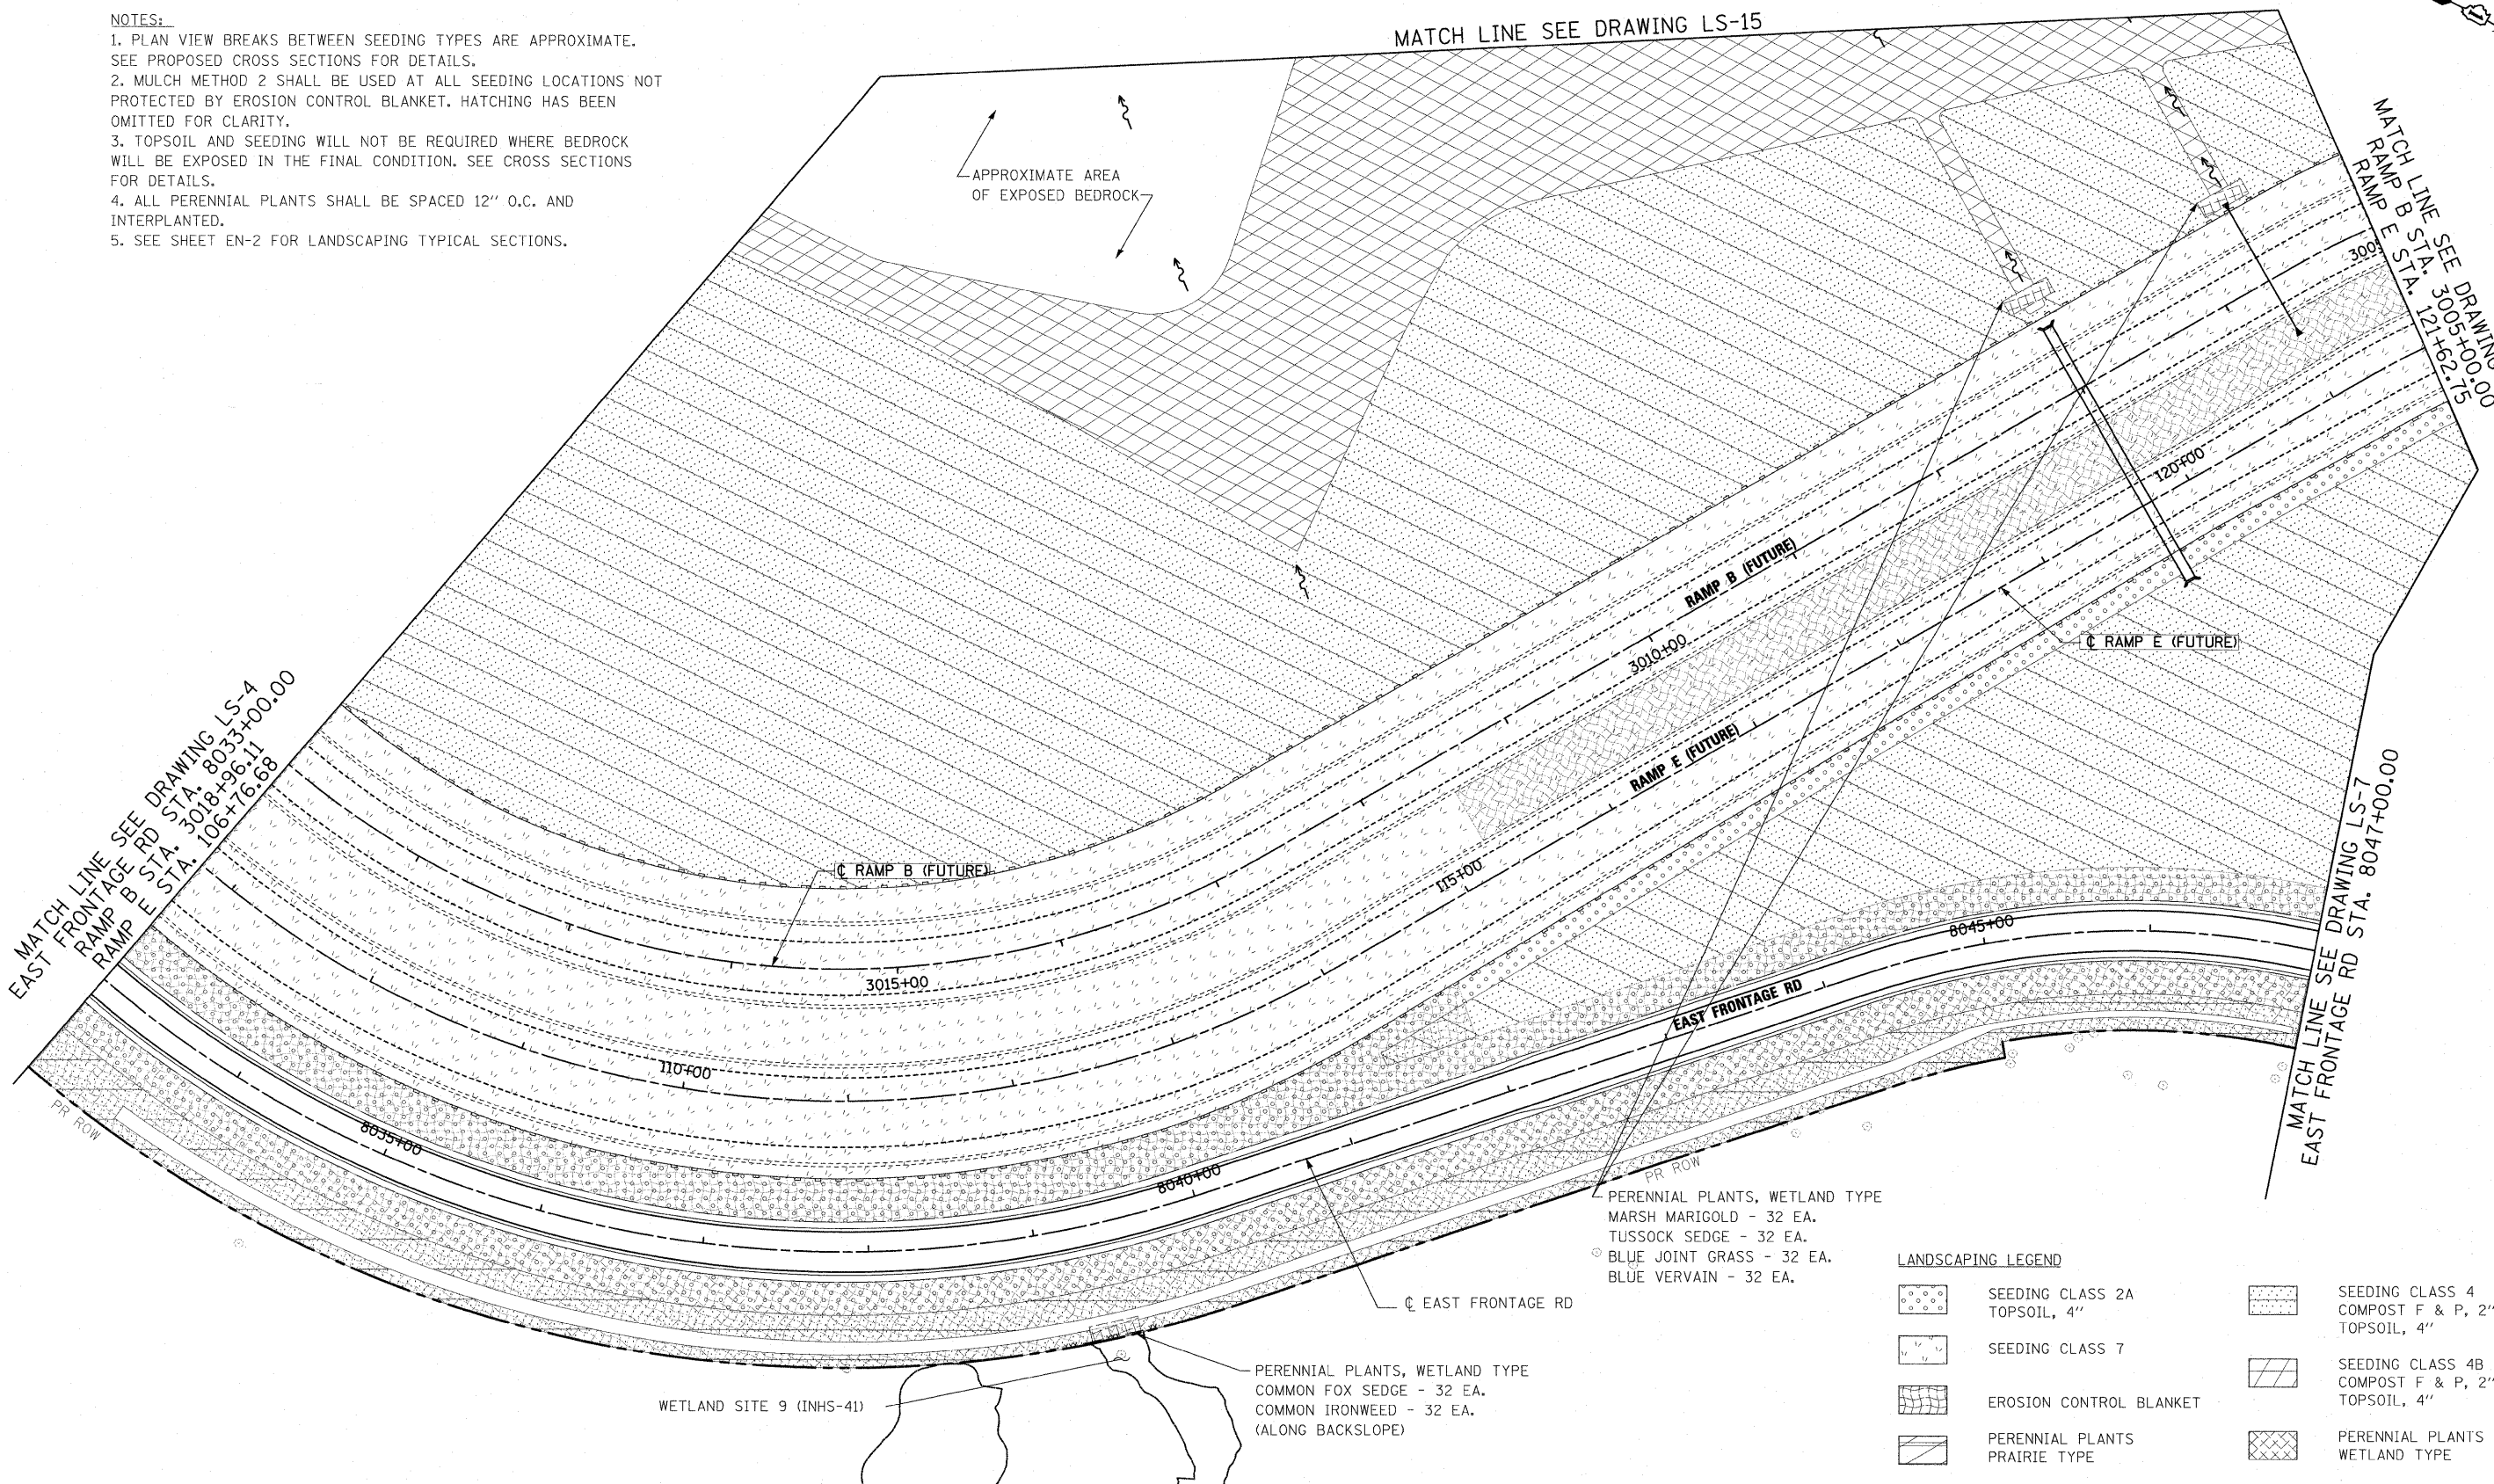 NOTES:
1. PLAN VIEW BREAKS BETWEEN SEEDING TYPES ARE APPROXIMATE.
SEE PROPOSED CROSS SECTIONS FOR DETAILS.
2. MULCH METHOD 2 SHALL BE USED AT ALL SEEDING LOCATIONS NOT
PROTECTED BY EROSION CONTROL BLANKET. HATCHING HAS BEEN
OMITTED FOR CLARITY.
3. TOPSOIL AND SEEDING WILL NOT BE REQUIRED WHERE BEDROCK
WILL BE EXPOSED IN THE FINAL CONDITION. SEE CROSS SECTIONS
FOR DETAILS.
4. ALL PERENNIAL PLANTS SHALL BE SPACED 12" O.C. AND
INTERPLANTED.
5. SEE SHEET EN-2 FOR LANDSCAPING TYPICAL SECTIONS.
MATCH LINE SEE DRAWING LS-15
APPROXIMATE AREA
OF EXPOSED BEDROCK
MATCH LINE SEE DRAWING
RAMP B STA. 3005+00.00
RAMP E STA. 121+62.75
3005
120+00
RAMP B (FUTURE)
3010+00
℄ RAMP E (FUTURE)
RAMP E (FUTURE)
MATCH LINE SEE DRAWING LS-4
EAST FRONTAGE RD STA. 8033+00.00
RAMP B STA. 3018+96.11
RAMP E STA. 106+76.68
℄ RAMP B (FUTURE)
115+00
3015+00
110+00
8045+00
EAST FRONTAGE RD
MATCH LINE SEE DRAWING LS-7
EAST FRONTAGE RD STA. 8047+00.00
PR ROW
8035+00
8040+00
PR ROW
PERENNIAL PLANTS, WETLAND TYPE
MARSH MARIGOLD - 32 EA.
TUSSOCK SEDGE - 32 EA.
BLUE JOINT GRASS - 32 EA.
BLUE VERVAIN - 32 EA.
℄ EAST FRONTAGE RD
PERENNIAL PLANTS, WETLAND TYPE
COMMON FOX SEDGE - 32 EA.
COMMON IRONWEED - 32 EA.
(ALONG BACKSLOPE)
WETLAND SITE 9 (INHS-41)
LANDSCAPING LEGEND
SEEDING CLASS 2A
TOPSOIL, 4"
SEEDING CLASS 7
EROSION CONTROL BLANKET
PERENNIAL PLANTS
PRAIRIE TYPE
SEEDING CLASS 4
COMPOST F & P, 2"
TOPSOIL, 4"
SEEDING CLASS 4B
COMPOST F & P, 2"
TOPSOIL, 4"
PERENNIAL PLANTS
WETLAND TYPE